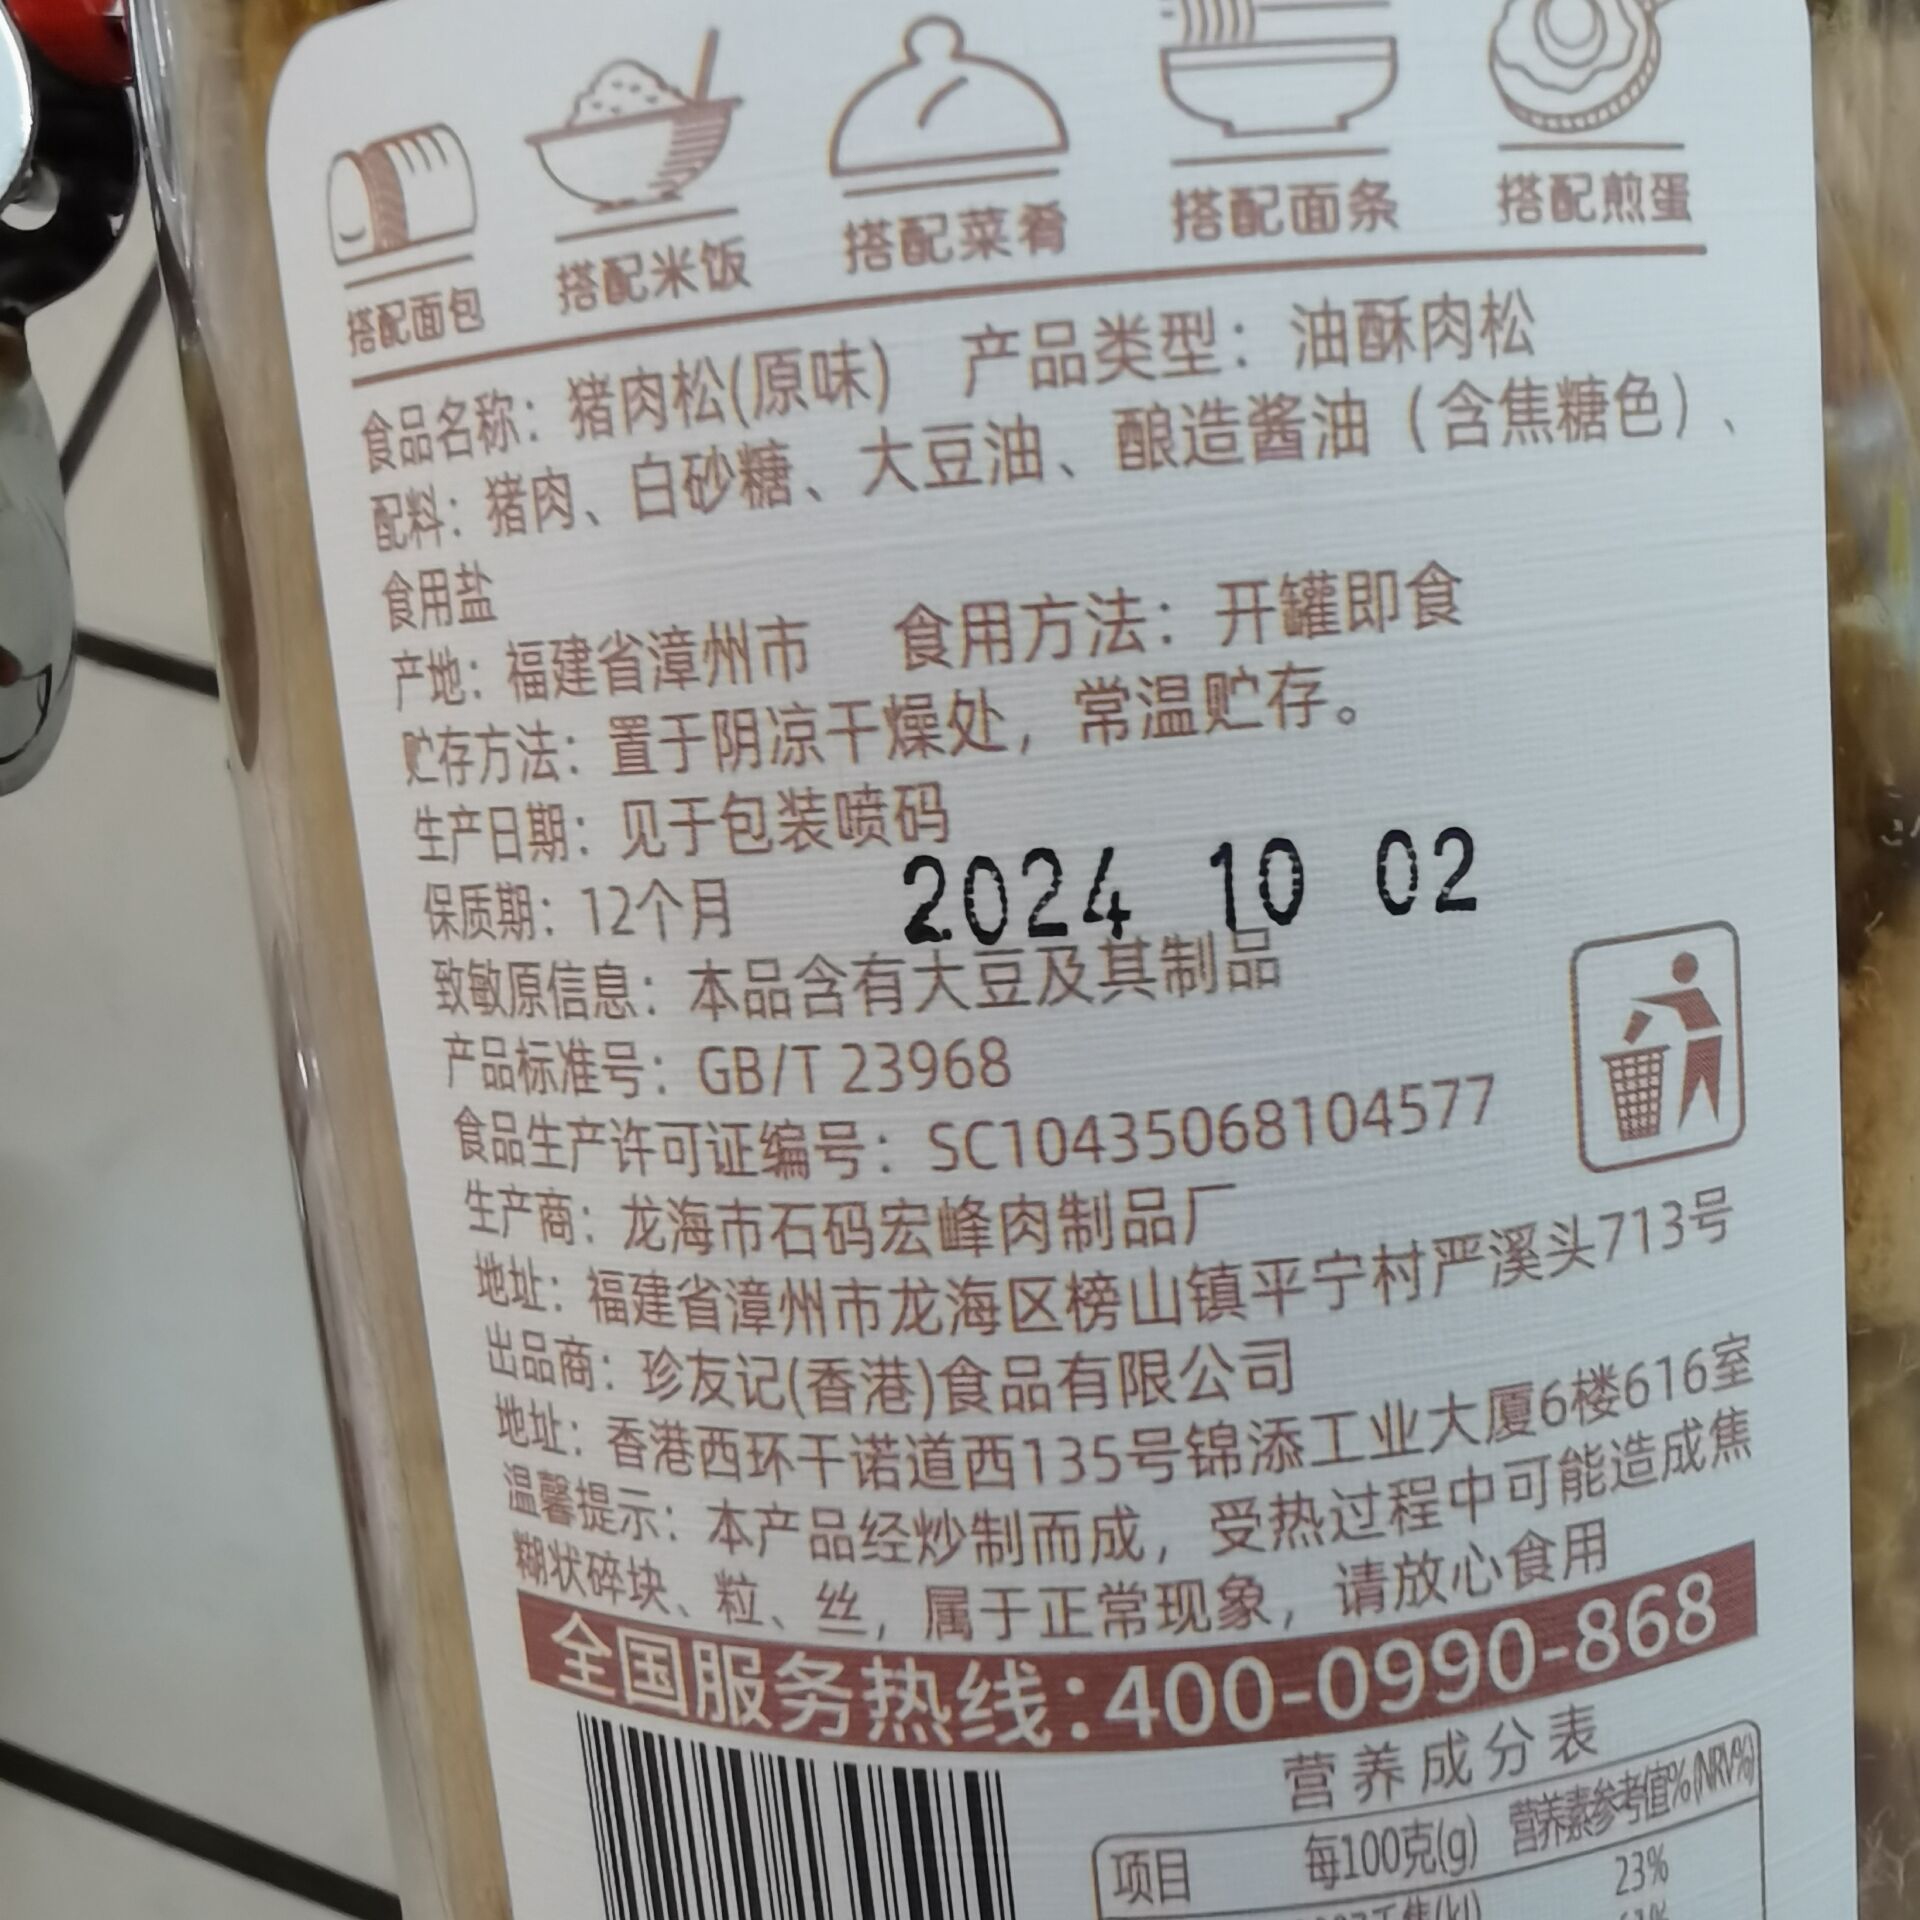 搭配面包 搭配米饭 搭配菜肴 搭配面条 搭配煎蛋
食品名称：猪肉松(原味) 产品类型：油酥肉松
配料：猪肉、白砂糖、大豆油、酿造酱油（含焦糖色）、
食用盐
产地：福建省漳州市 食用方法：开罐即食
贮存方法：置于阴凉干燥处，常温贮存。
生产日期：见于包装喷码
保质期：12个月
2024 10 02
致敏原信息：本品含有大豆及其制品
产品标准号：GB/T 23968
食品生产许可证编号：SC10435068104577
生产商：龙海市石码宏峰肉制品厂
地址：福建省漳州市龙海区榜山镇平宁村严溪头713号
出品商：珍友记(香港)食品有限公司
地址：香港西环干诺道西135号锦添工业大厦6楼616室
温馨提示：本产品经炒制而成，受热过程中可能造成焦
糊状碎块、粒、丝，属于正常现象，请放心食用
全国服务热线：400-0990-868
营养成分表
项目 每100克(g) 营养素参考值%(NRV%)
23%